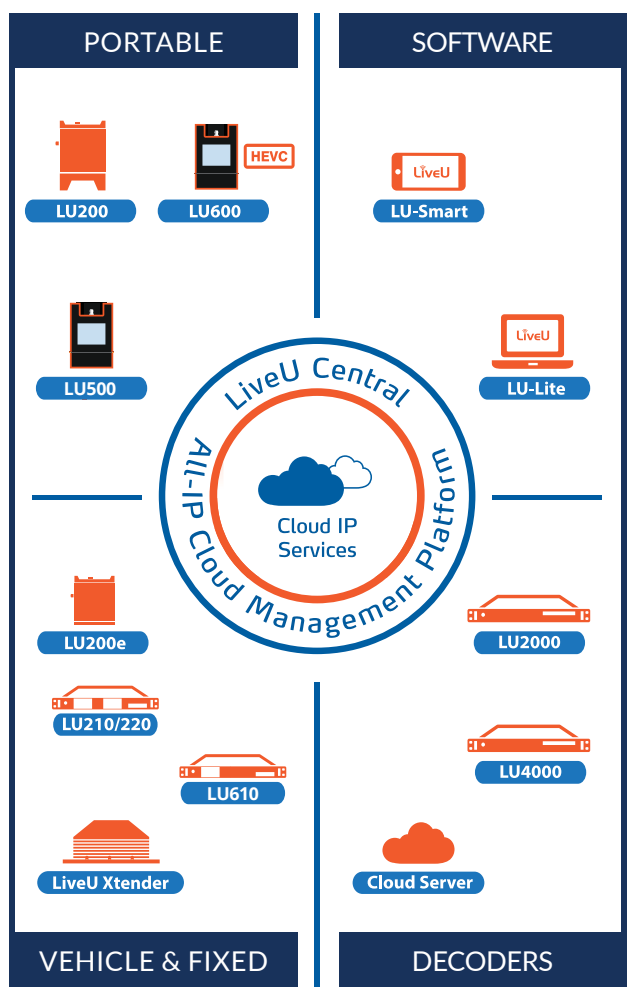 PORTABLE
SOFTWARE
HEVC
LU200
LU600
LiveU
LU-Smart
LU500
LiveU
LU-Lite
LiveU Central
All-IP Cloud Management Platform
Cloud IP
Services
LU200e
LU2000
LU210/220
LU610
LU4000
LiveU Xtender
Cloud Server
VEHICLE & FIXED
DECODERS